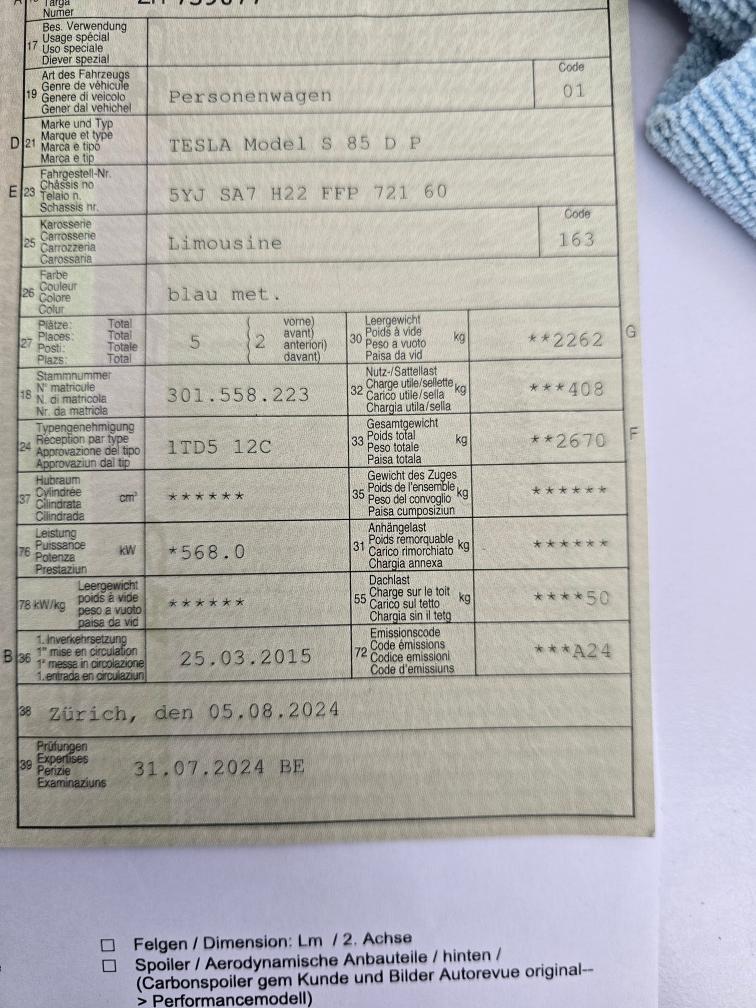 Targa
Numer
17 Bes. Verwendung
Usage spécial
Uso speciale
Diever spezial
19 Art des Fahrzeugs
Genre de véhicule
Genere di veicolo
Gener dal vehichel
Personenwagen
Code
01
D 21 Marke und Typ
Marque et type
Marca e tipo
Marca e tip
TESLA Model S 85 D P
E 23 Fahrgestell-Nr.
Châssis no
Telaio n.
Schassis nr.
5YJ SA7 H22 FFP 721 60
25 Karosserie
Carrosserie
Carrozzeria
Carossaria
Limousine
Code
163
26 Farbe
Couleur
Colore
Colur
blau met.
27 Plätze: Total
Places: Total
Posti: Totale
Plazs: Total
5 ( 2 vorne)
avant)
anteriori)
davant)
30 Leergewicht
Poids à vide
Peso a vuoto
Paisa da vid
kg
**2262
G
18 Stammnummer
N° matricule
N. di matricola
Nr. da matricla
301.558.223
32 Nutz-/Sattellast
Charge utile/sellette
Carico utile/sella
Chargia utila/sella
kg
***408
24 Typengenehmigung
Réception par type
Approvazione del tipo
Approvaziun dal tip
1TD5 12C
33 Gesamtgewicht
Poids total
Peso totale
Paisa totala
kg
**2670
F
37 Hubraum
Cylindrée
Cilindrata
Cilindrada
cm³
******
35 Gewicht des Zuges
Poids de l'ensemble
Peso del convoglio
Paisa cumposiziun
kg
******
76 Leistung
Puissance
Potenza
Prestaziun
kW
*568.0
31 Anhängelast
Poids remorquable
Carico rimorchiato
Chargia annexa
kg
******
78 kW/kg Leergewicht
poids à vide
peso a vuoto
paisa da vid
******
55 Dachlast
Charge sur le toit
Carico sul tetto
Chargia sin il tetg
kg
****50
B 36 1. Inverkehrsetzung
1re mise en circulation
1a messa in circolazione
1. entrada en circulaziun
25.03.2015
72 Emissionscode
Code émissions
Codice emissioni
Code d'emissiuns
***A24
38 Zürich, den 05.08.2024
39 Prüfungen
Expertises
Perizie
Examinaziuns
31.07.2024 BE
☐ Felgen / Dimension: Lm / 2. Achse
☐ Spoiler / Aerodynamische Anbauteile / hinten /
(Carbonspoiler gem Kunde und Bilder Autorevue original--
> Performancemodell)